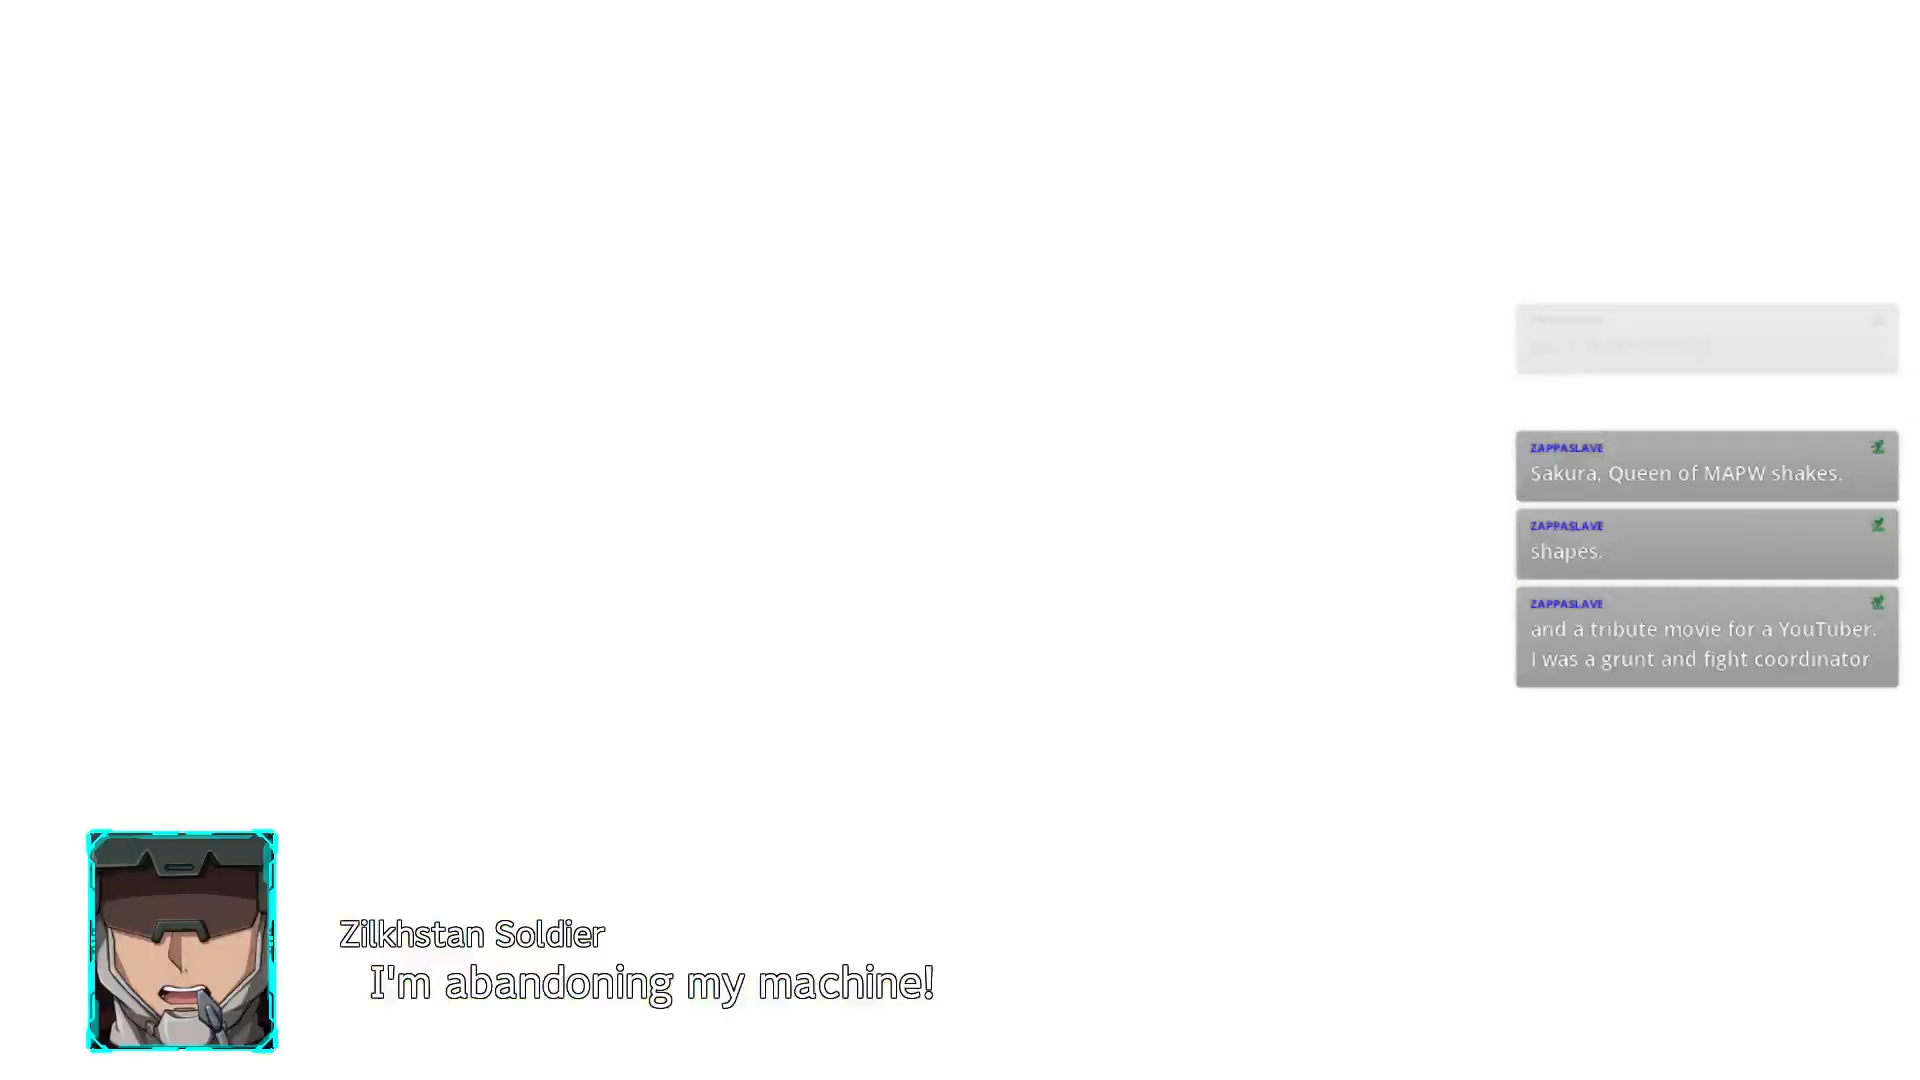 ZAPPASLAVE
Sakura, Queen of MAPW shakes.
ZAPPASLAVE
shapes.
ZAPPASLAVE
and a tribute movie for a YouTuber.
I was a grunt and fight coordinator
Zilkhstan Soldier
I'm abandoning my machine!